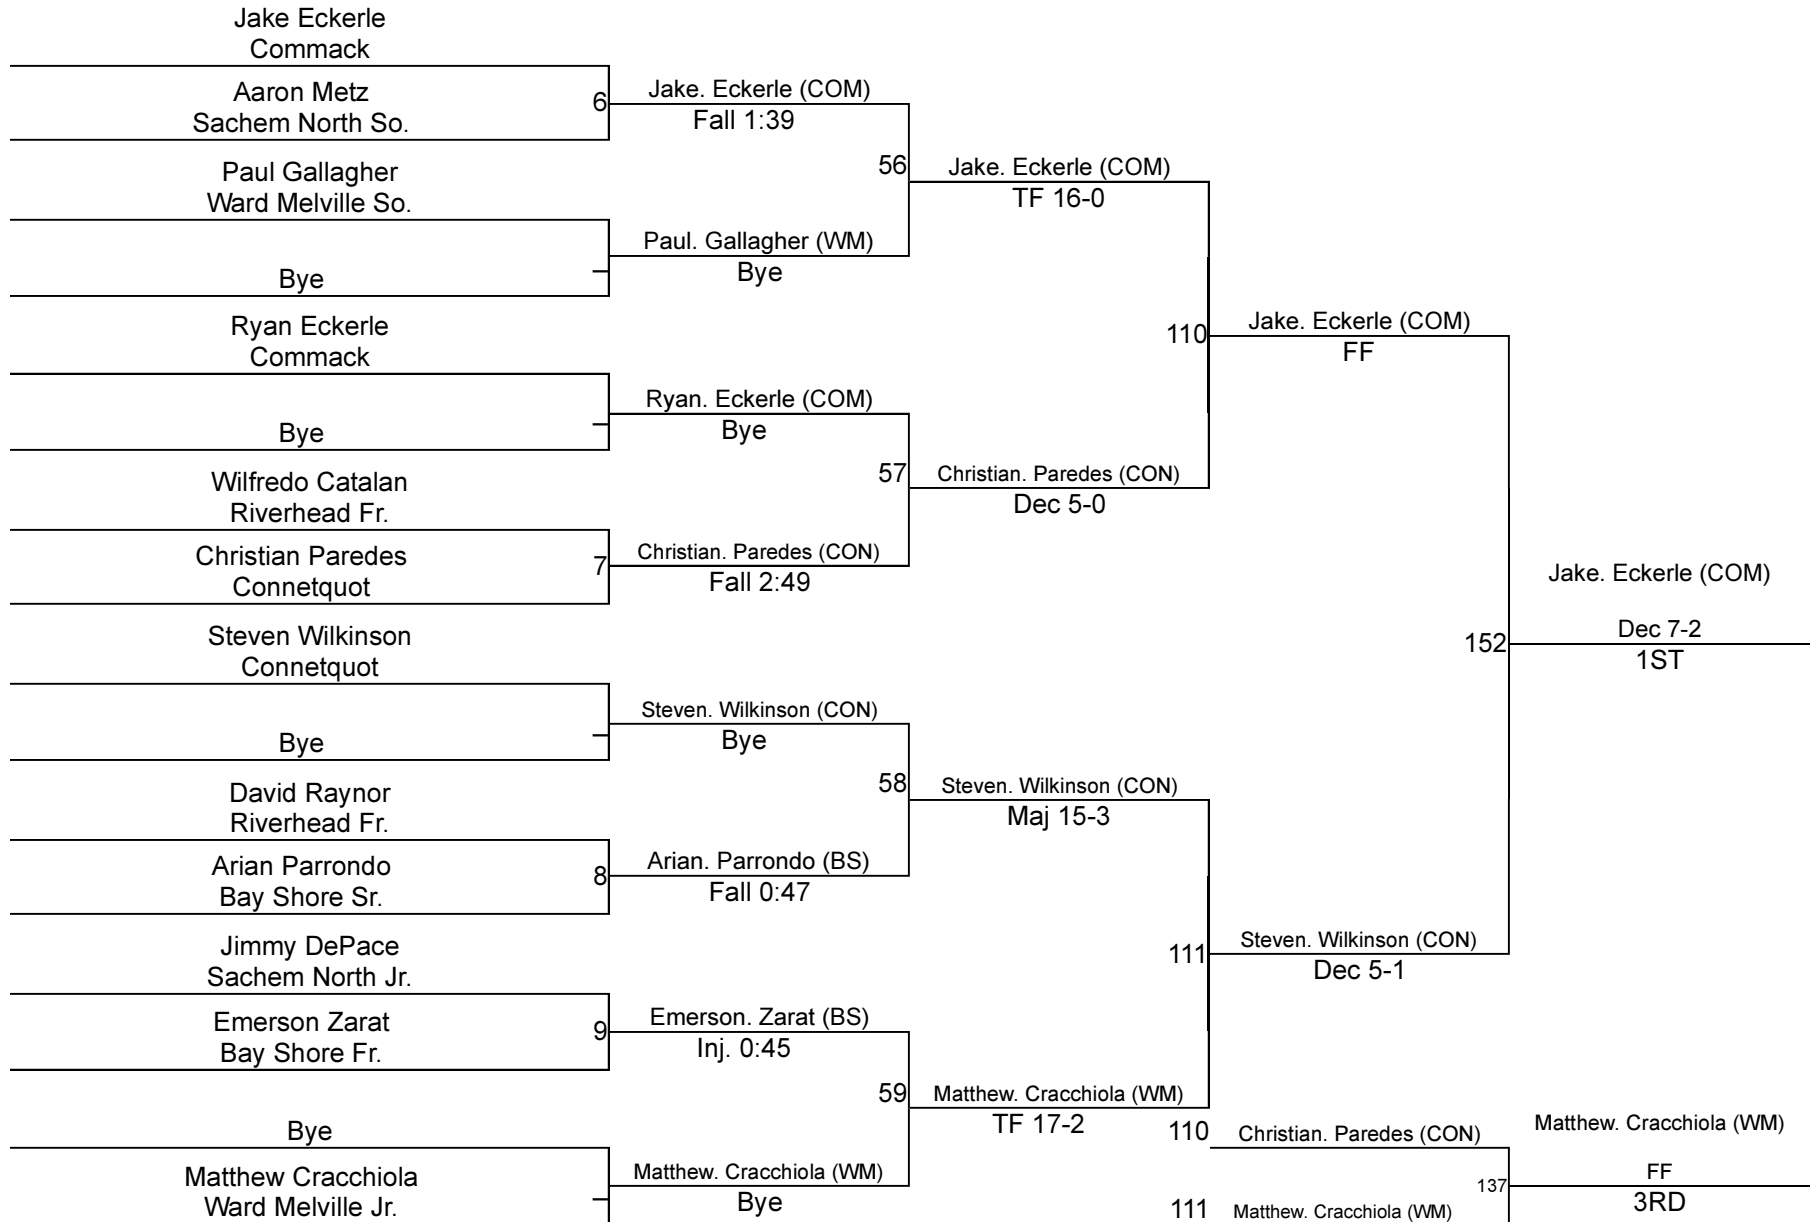 Jake Eckerle
Commack
Aaron Metz
Sachem North So.
6
Jake. Eckerle (COM)
Fall 1:39
Paul Gallagher
Ward Melville So.
56
Jake. Eckerle (COM)
TF 16-0
Paul. Gallagher (WM)
Bye
Bye
Ryan Eckerle
Commack
110
Jake. Eckerle (COM)
FF
Ryan. Eckerle (COM)
Bye
Bye
Wilfredo Catalan
Riverhead Fr.
57
Christian. Paredes (CON)
Dec 5-0
Christian Paredes
Connetquot
7
Christian. Paredes (CON)
Fall 2:49
Jake. Eckerle (COM)
Steven Wilkinson
Connetquot
152
Dec 7-2
1ST
Steven. Wilkinson (CON)
Bye
Bye
David Raynor
Riverhead Fr.
58
Steven. Wilkinson (CON)
Maj 15-3
Arian Parrondo
Bay Shore Sr.
8
Arian. Parrondo (BS)
Fall 0:47
Jimmy DePace
Sachem North Jr.
111
Steven. Wilkinson (CON)
Dec 5-1
Emerson Zarat
Bay Shore Fr.
9
Emerson. Zarat (BS)
Inj. 0:45
59
Matthew. Cracchiola (WM)
TF 17-2
Bye
110
Christian. Paredes (CON)
Matthew. Cracchiola (WM)
Matthew Cracchiola
Ward Melville Jr.
Matthew. Cracchiola (WM)
Bye
137
FF
3RD
111
Matthew. Cracchiola (WM)